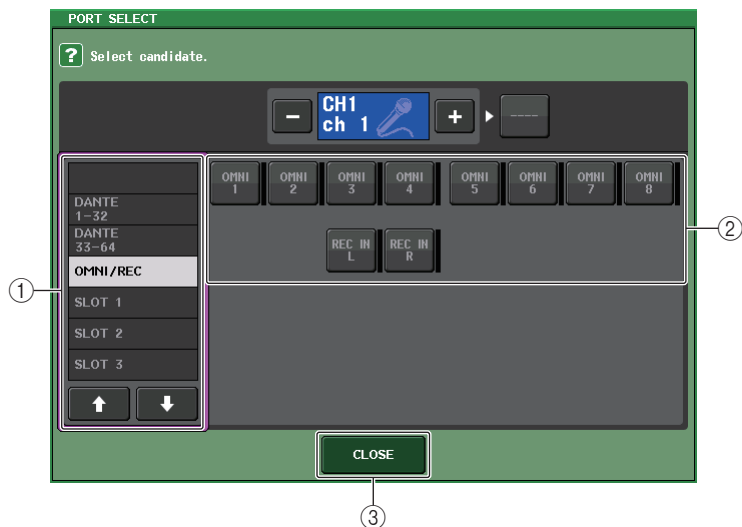 PORT SELECT
? Select candidate.
− CH1 ch 1 + ----
DANTE 1-32
DANTE 33-64
OMNI/REC
SLOT 1
SLOT 2
SLOT 3
OMNI 1 OMNI 2 OMNI 3 OMNI 4 OMNI 5 OMNI 6 OMNI 7 OMNI 8
REC IN L REC IN R
CLOSE
1
2
3